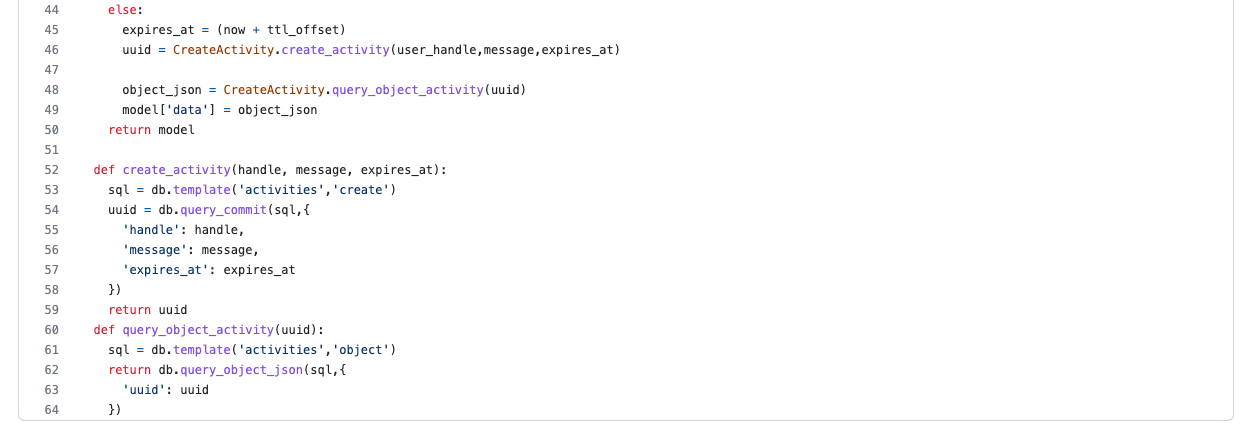 44 else:
45 expires_at = (now + ttl_offset)
46 uuid = CreateActivity.create_activity(user_handle,message,expires_at)
47
48 object_json = CreateActivity.query_object_activity(uuid)
49 model['data'] = object_json
50 return model
51
52 def create_activity(handle, message, expires_at):
53 sql = db.template('activities','create')
54 uuid = db.query_commit(sql,{
55 'handle': handle,
56 'message': message,
57 'expires_at': expires_at
58 })
59 return uuid
60 def query_object_activity(uuid):
61 sql = db.template('activities','object')
62 return db.query_object_json(sql,{
63 'uuid': uuid
64 })